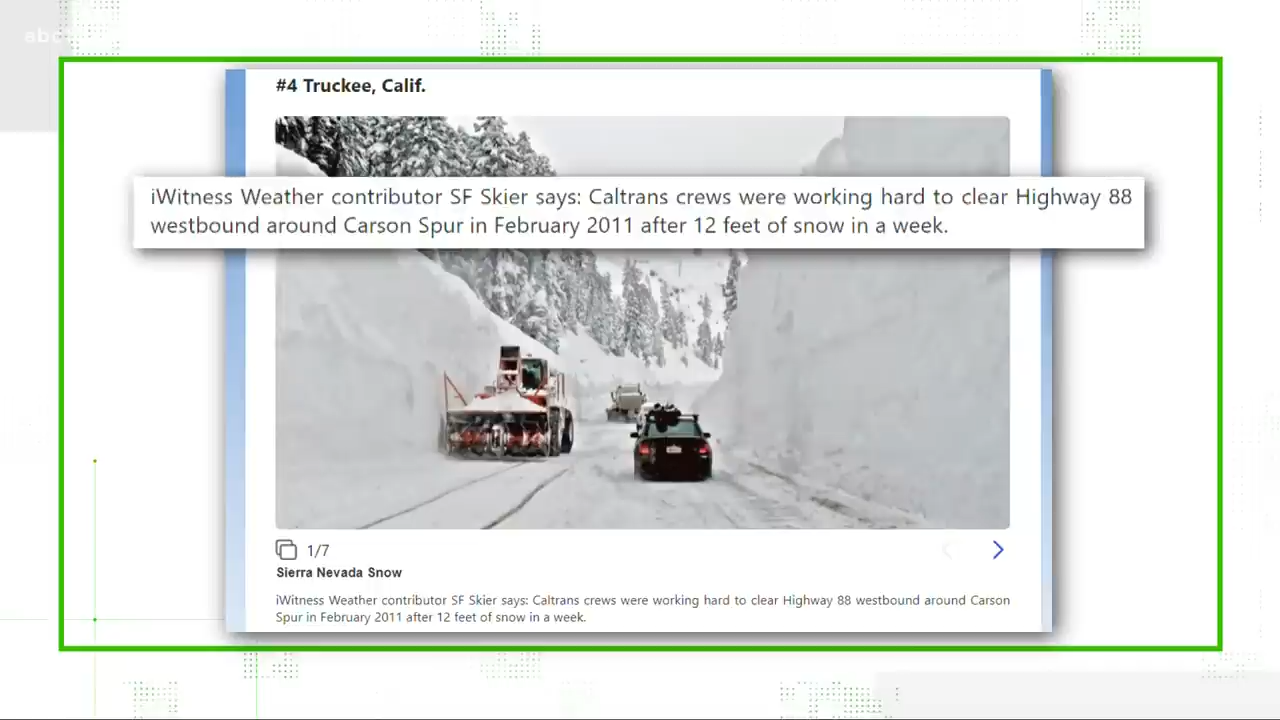 abc
#4 Truckee, Calif.
iWitness Weather contributor SF Skier says: Caltrans crews were working hard to clear Highway 88
westbound around Carson Spur in February 2011 after 12 feet of snow in a week.
1/7
Sierra Nevada Snow
iWitness Weather contributor SF Skier says: Caltrans crews were working hard to clear Highway 88 westbound around Carson
Spur in February 2011 after 12 feet of snow in a week.